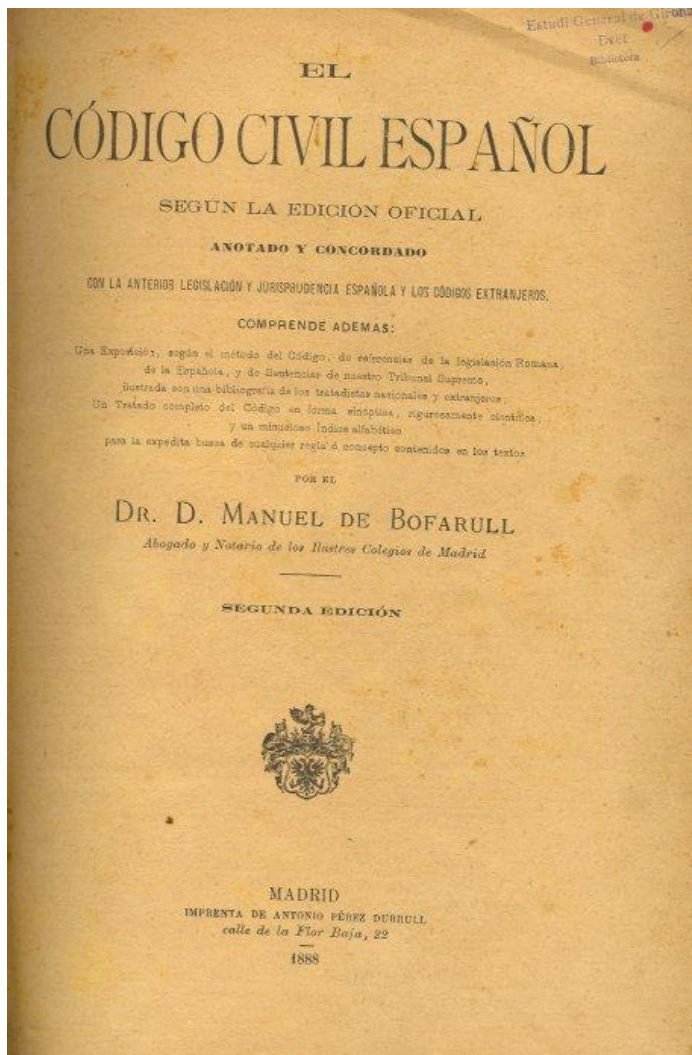 Estudi General de Girona
Dret
Biblioteca
EL
CÓDIGO CIVIL ESPAÑOL
SEGÚN LA EDICIÓN OFICIAL
ANOTADO Y CONCORDADO
CON LA ANTERIOR LEGISLACIÓN Y JURISPRUDENCIA ESPAÑOLA Y LOS CÓDIGOS EXTRANJEROS.
COMPRENDE ADEMAS:
Una Exposición, según el método del Código, de referencias de la legislación Romana,
de la Española, y de Sentencias de nuestro Tribunal Supremo,
ilustrada con una bibliografía de los tratadistas nacionales y extranjeros;
Un Tratado completo del Código en forma sinóptica, rigurosamente científica;
y un minucioso Índice alfabético
para la expedita busca de cualquier regla ó concepto contenidos en los textos
POR EL
DR. D. MANUEL DE BOFARULL
Abogado y Notario de los Ilustres Colegios de Madrid
SEGUNDA EDICIÓN
MADRID
IMPRENTA DE ANTONIO PÉREZ DUBRULL
calle de la Flor Baja, 22
1888